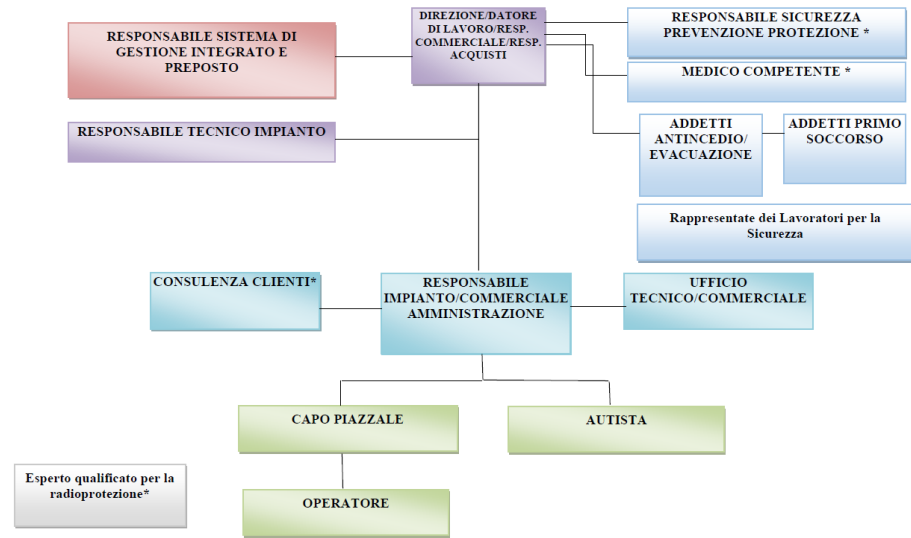 DIREZIONE/DATORE
DI LAVORO/RESP.
COMMERCIALE/RESP.
ACQUISTI
RESPONSABILE SISTEMA DI
GESTIONE INTEGRATO E
PREPOSTO
RESPONSABILE SICUREZZA
PREVENZIONE PROTEZIONE *
MEDICO COMPETENTE *
RESPONSABILE TECNICO IMPIANTO
ADDETTI
ANTINCEDIO/
EVACUAZIONE
ADDETTI PRIMO
SOCCORSO
Rappresentate dei Lavoratori per la
Sicurezza
CONSULENZA CLIENTI*
RESPONSABILE
IMPIANTO/COMMERCIALE
AMMINISTRAZIONE
UFFICIO
TECNICO/COMMERCIALE
CAPO PIAZZALE
AUTISTA
Esperto qualificato per la
radioprotezione*
OPERATORE